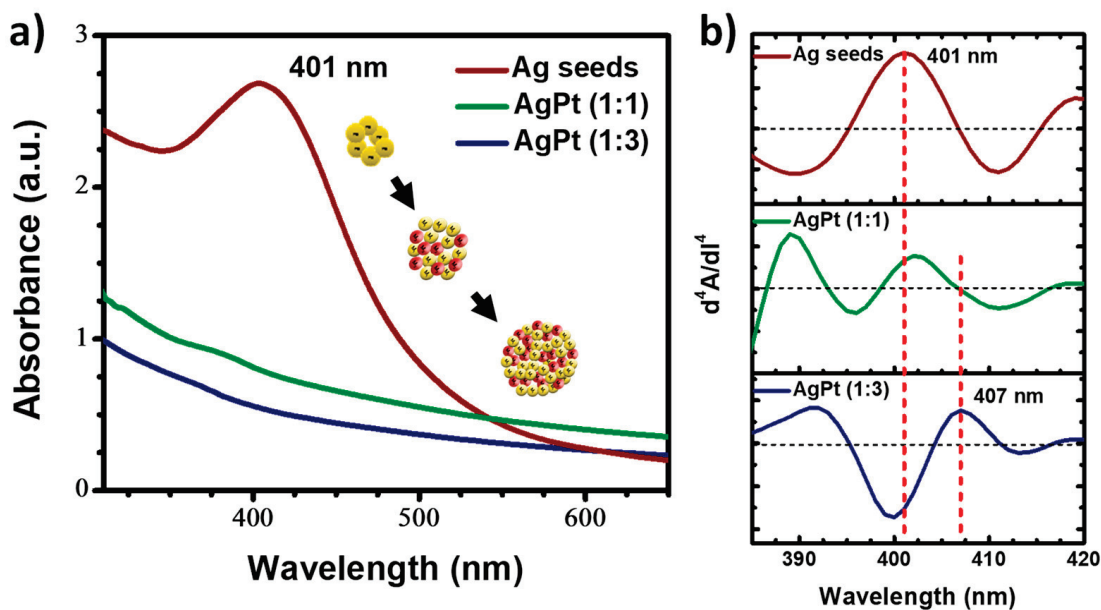 a)
3
2
1
0
Absorbance (a.u.)
401 nm
Ag seeds
AgPt (1:1)
AgPt (1:3)
400
500
600
Wavelength (nm)
b)
Ag seeds
401 nm
AgPt (1:1)
d⁴A/dl⁴
AgPt (1:3)
407 nm
390
400
410
420
Wavelength (nm)